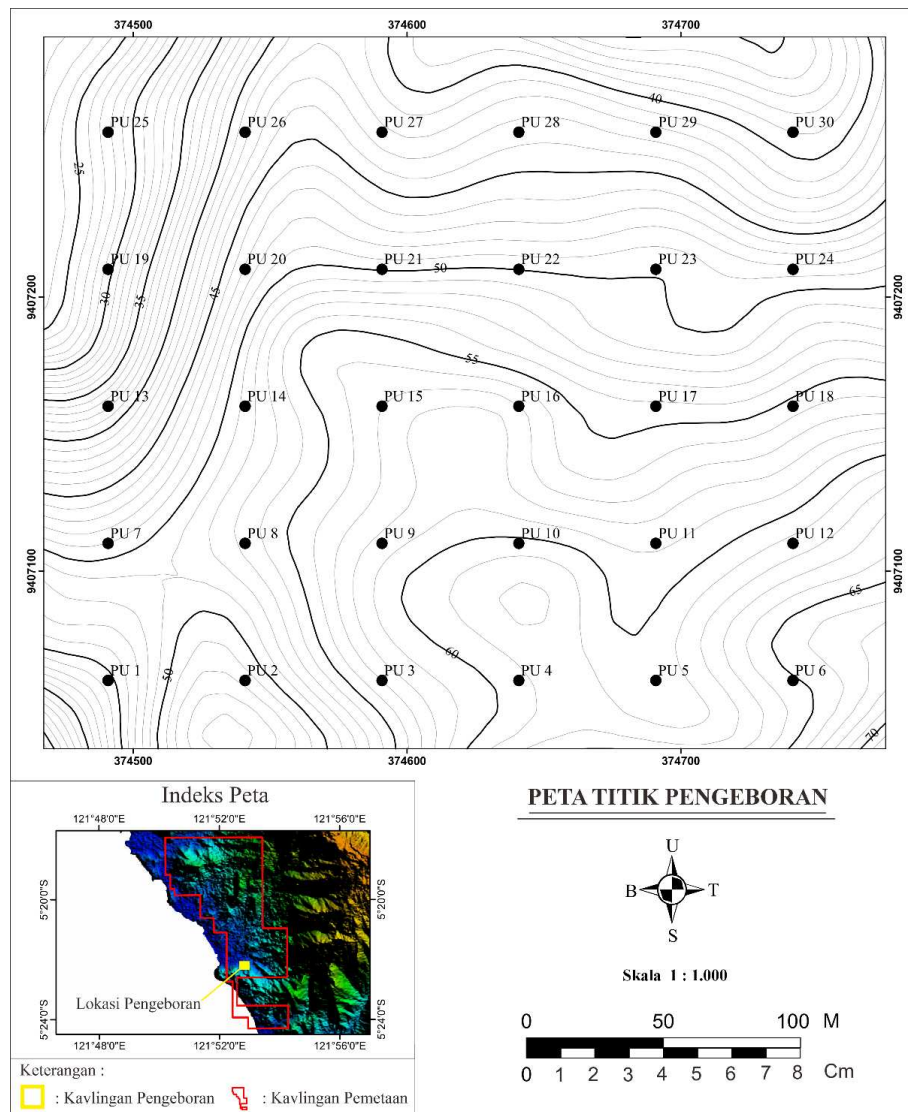 374500 374600 374700
40
PU 25 PU 26 PU 27 PU 28 PU 29 PU 30
25
PU 19 PU 20 PU 21 PU 22 PU 23 PU 24
50
9407200 30 35 45 9407200
55
PU 13 PU 14 PU 15 PU 16 PU 17 PU 18
PU 7 PU 8 PU 9 PU 10 PU 11 PU 12
9407100 9407100
65
60
PU 1 50 PU 2 PU 3 PU 4 PU 5 PU 6
70
374500 374600 374700
Indeks Peta
121°48'0"E 121°52'0"E 121°56'0"E
5°20'0"S 5°20'0"S
Lokasi Pengeboran
5°24'0"S 5°24'0"S
121°48'0"E 121°52'0"E 121°56'0"E
Keterangan :
: Kavlingan Pengeboran : Kavlingan Pemetaan
PETA TITIK PENGEBORAN
U
B T
S
Skala 1 : 1.000
0 50 100 M
0 1 2 3 4 5 6 7 8 Cm